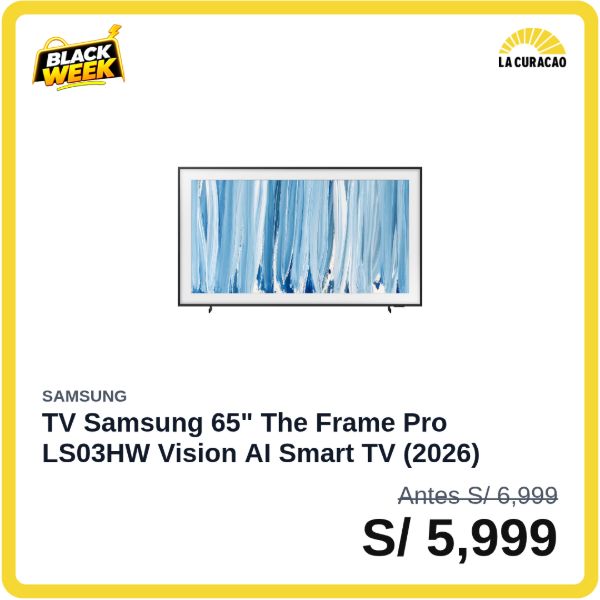 BLACK
WEEK
LA CURACAO
SAMSUNG
TV Samsung 65" The Frame Pro
LS03HW Vision AI Smart TV (2026)
Antes S/ 6,999
S/ 5,999